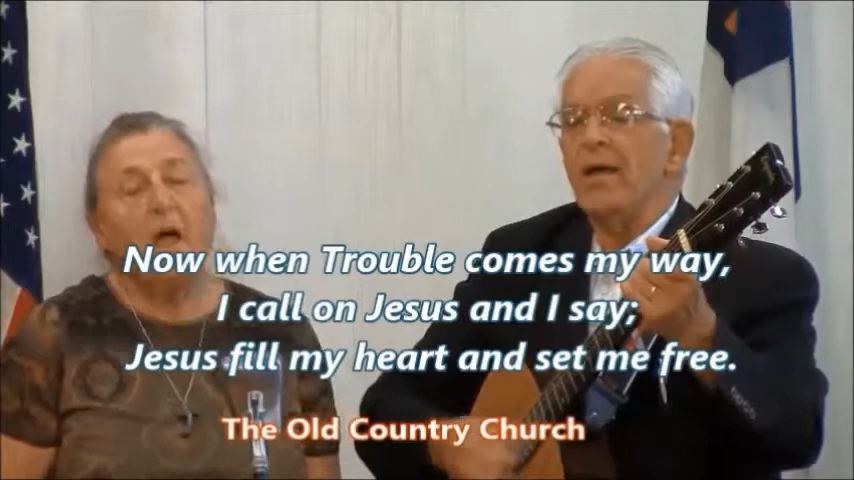 Now when Trouble comes my way,
I call on Jesus and I say;
Jesus fill my heart and set me free.
The Old Country Church